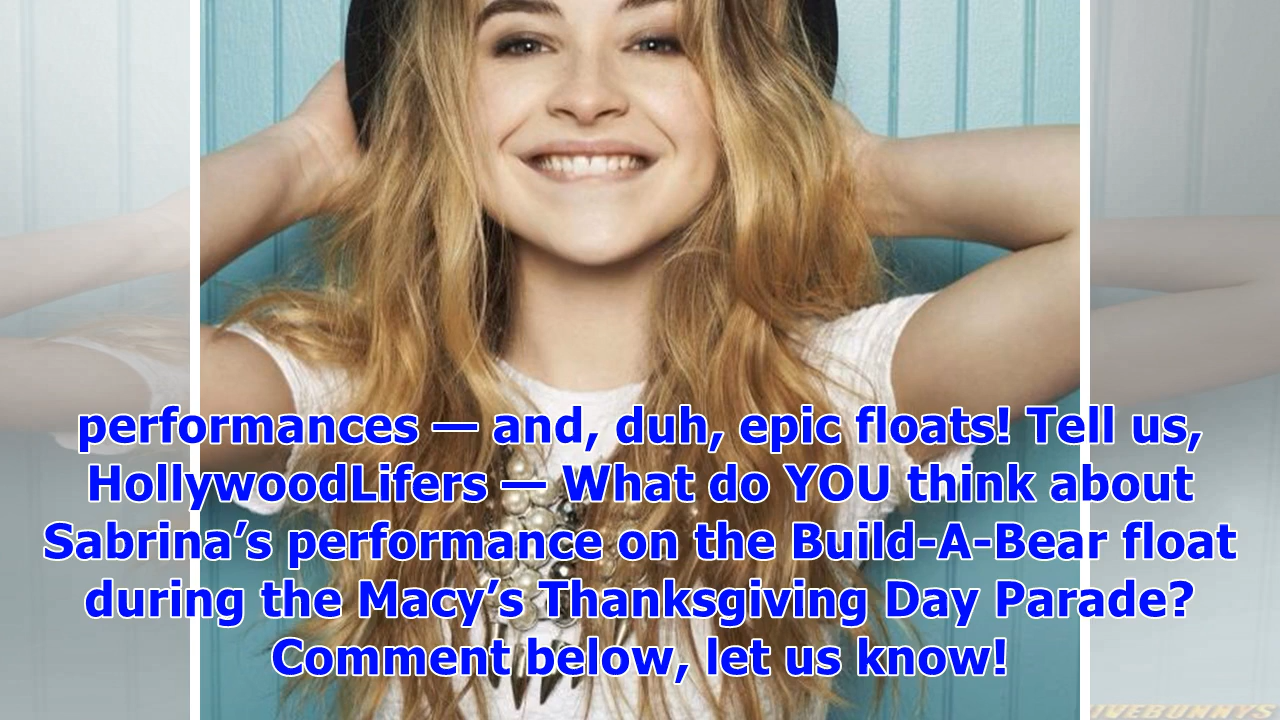 performances — and, duh, epic floats! Tell us,
HollywoodLifers — What do YOU think about
Sabrina’s performance on the Build-A-Bear float
during the Macy’s Thanksgiving Day Parade?
Comment below, let us know!
IVEBUNNYS